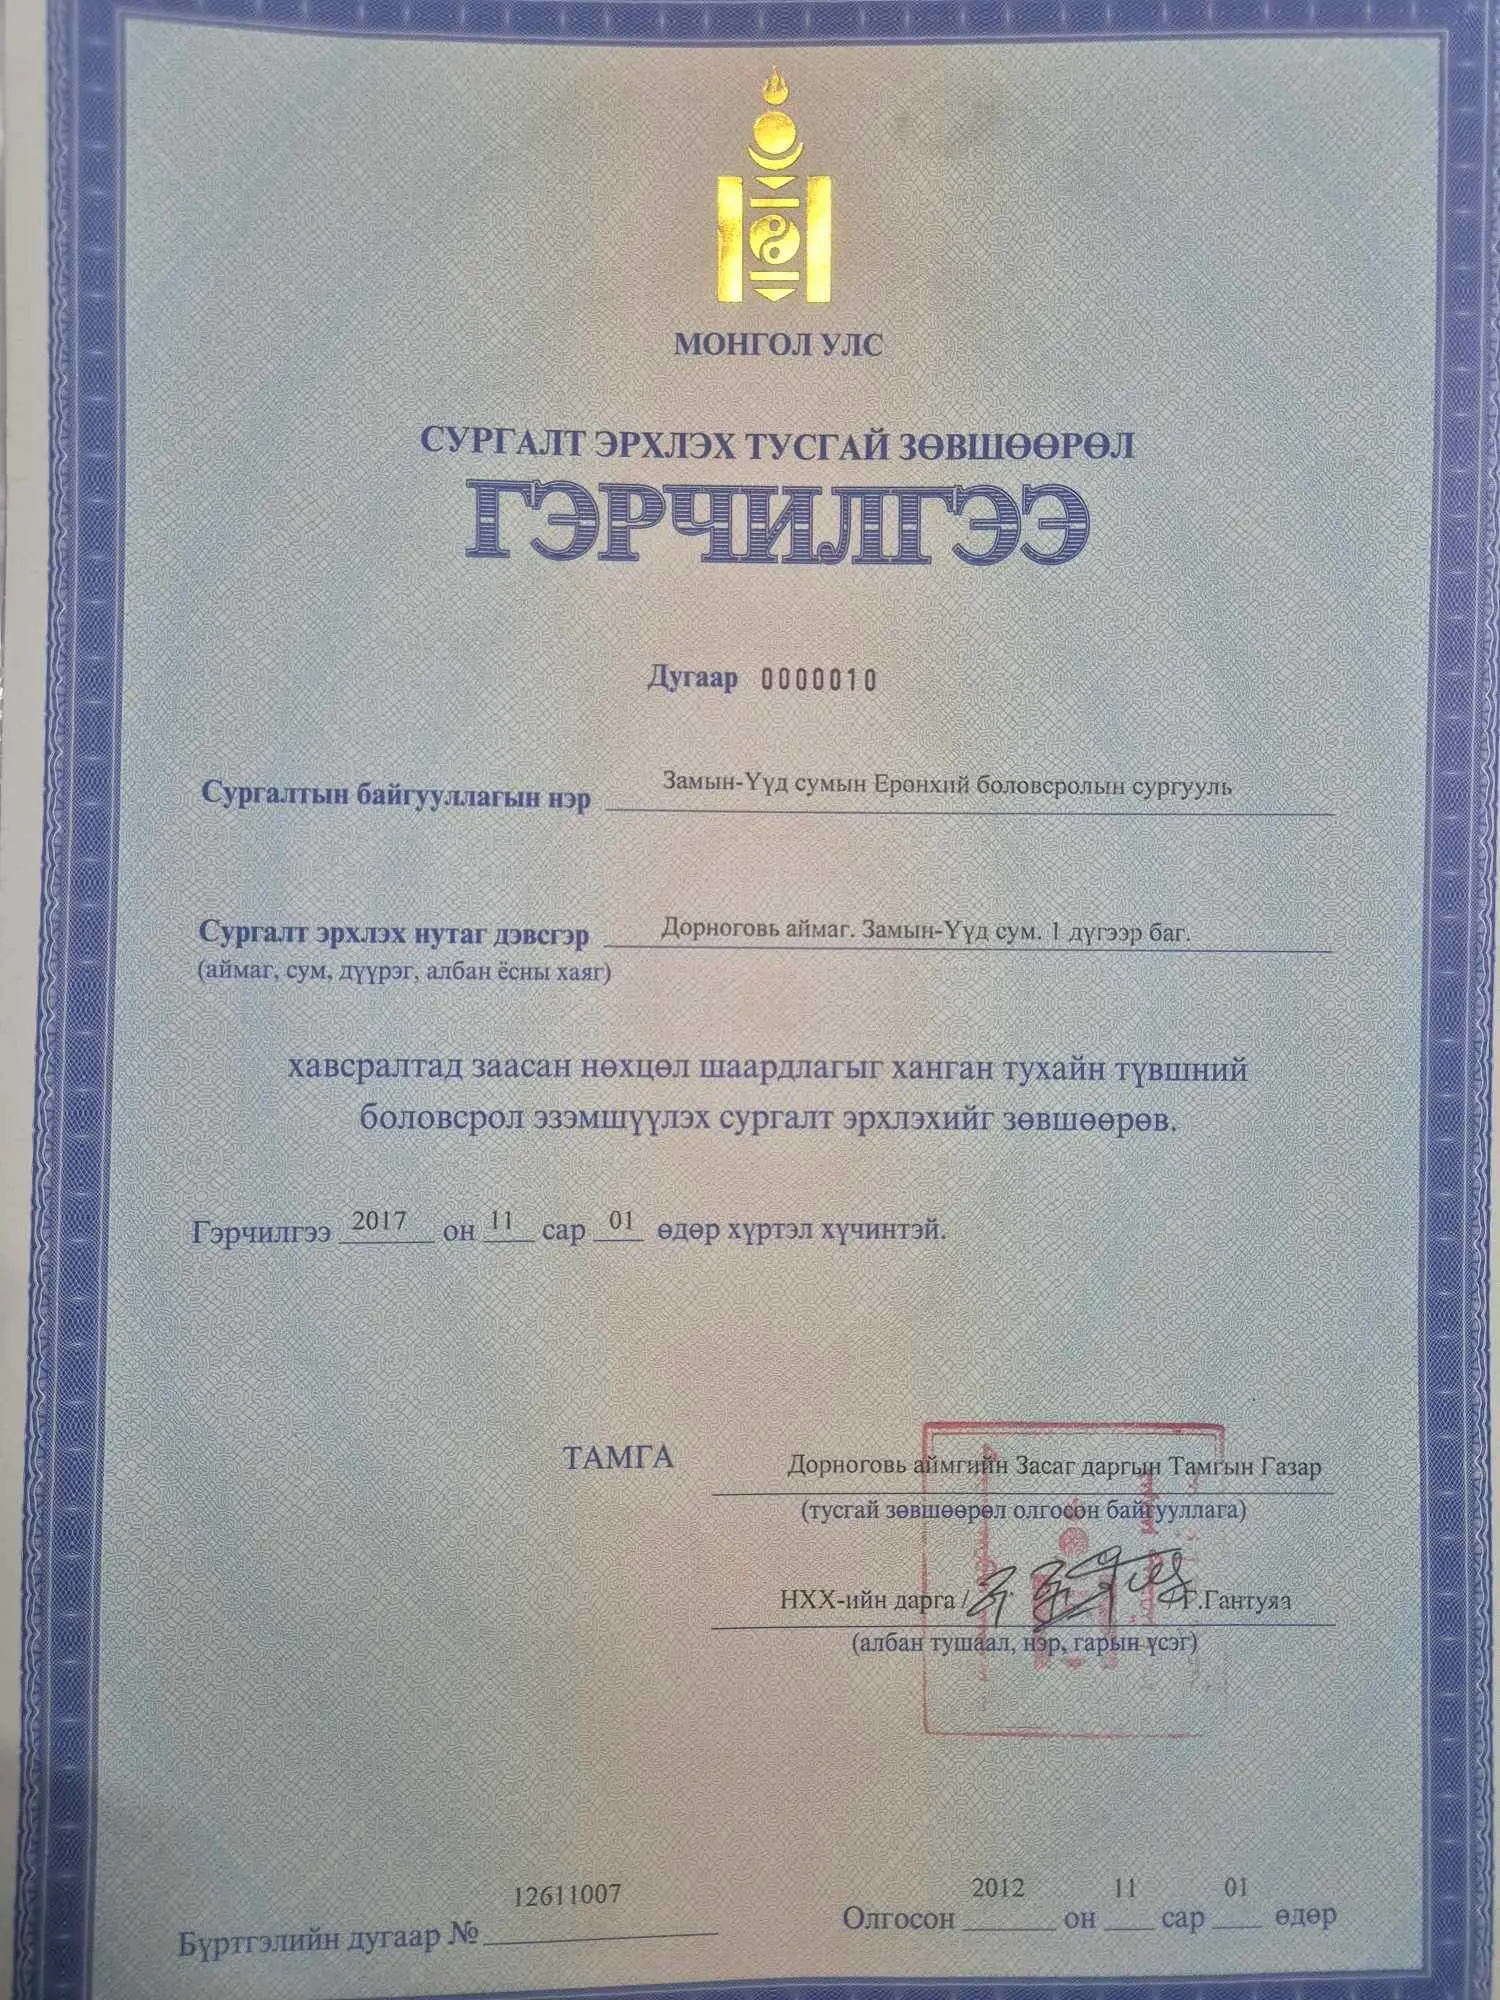 МОНГОЛ УЛС
СУРГАЛТ ЭРХЛЭХ ТУСГАЙ ЗӨВШӨӨРӨЛ
ГЭРЧИЛГЭЭ
Дугаар 0000010
Сургалтын байгууллагын нэр Замын-Үүд сумын Ерөнхий боловсролын сургууль
Сургалт эрхлэх нутаг дэвсгэр Дорноговь аймаг. Замын-Үүд сум. 1 дүгээр баг.
(аймаг, сум, дүүрэг, албан ёсны хаяг)
хавсралтад заасан нөхцөл шаардлагыг ханган тухайн түвшний
боловсрол эзэмшүүлэх сургалт эрхлэхийг зөвшөөрөв.
Гэрчилгээ 2017 он 11 сар 01 өдөр хүртэл хүчинтэй.
ТАМГА Дорноговь аймгийн Засаг даргын Тамгын Газар
(тусгай зөвшөөрөл олгосон байгууллага)
НХХ-ийн дарга / Г.Гантуяа
(албан тушаал, нэр, гарын үсэг)
Бүртгэлийн дугаар № 12611007
Олгосон 2012 он 11 сар 01 өдөр